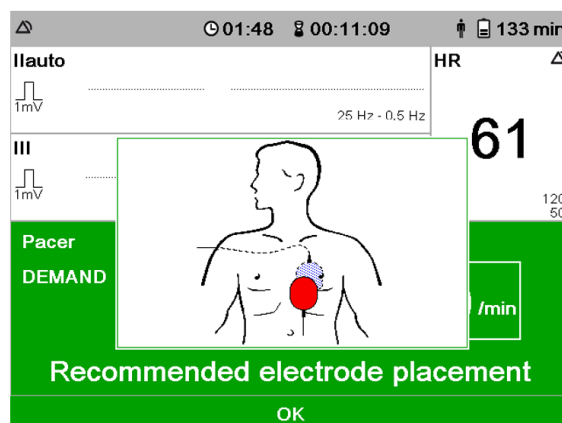 01:48 00:11:09 133 min
IIauto
1mV
25 Hz - 0.5 Hz
HR
61
120
50
III
1mV
Pacer
DEMAND
/min
Recommended electrode placement
OK